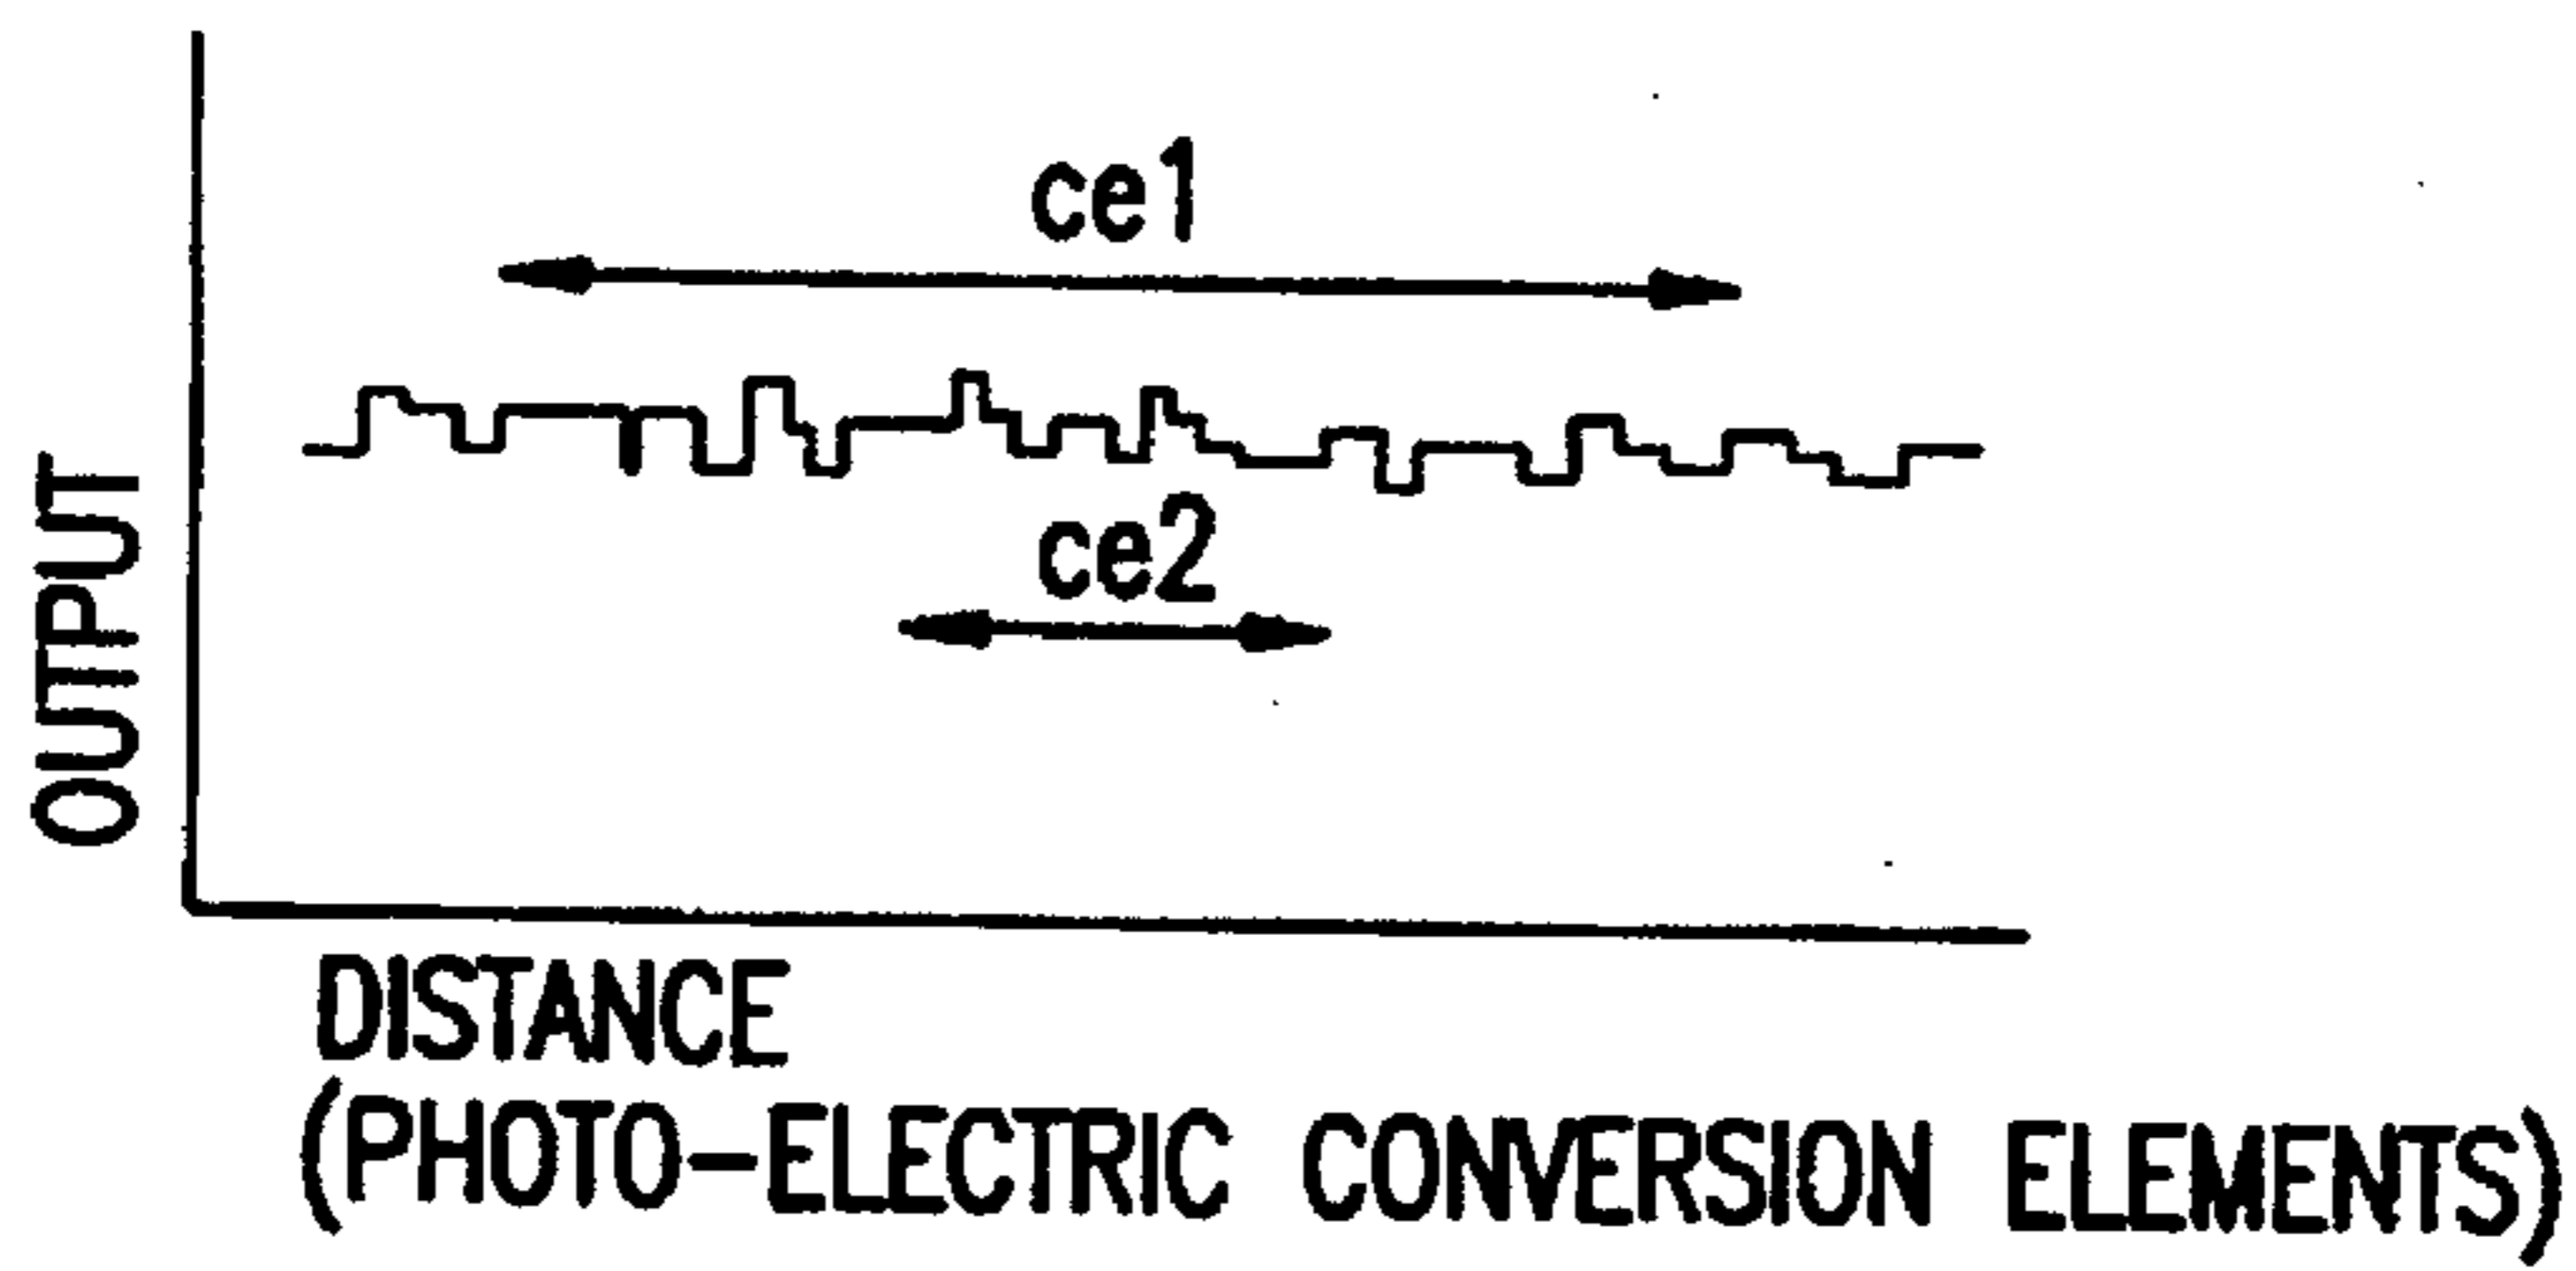 ce1
OUTPUT
ce2
DISTANCE
(PHOTO-ELECTRIC CONVERSION ELEMENTS)